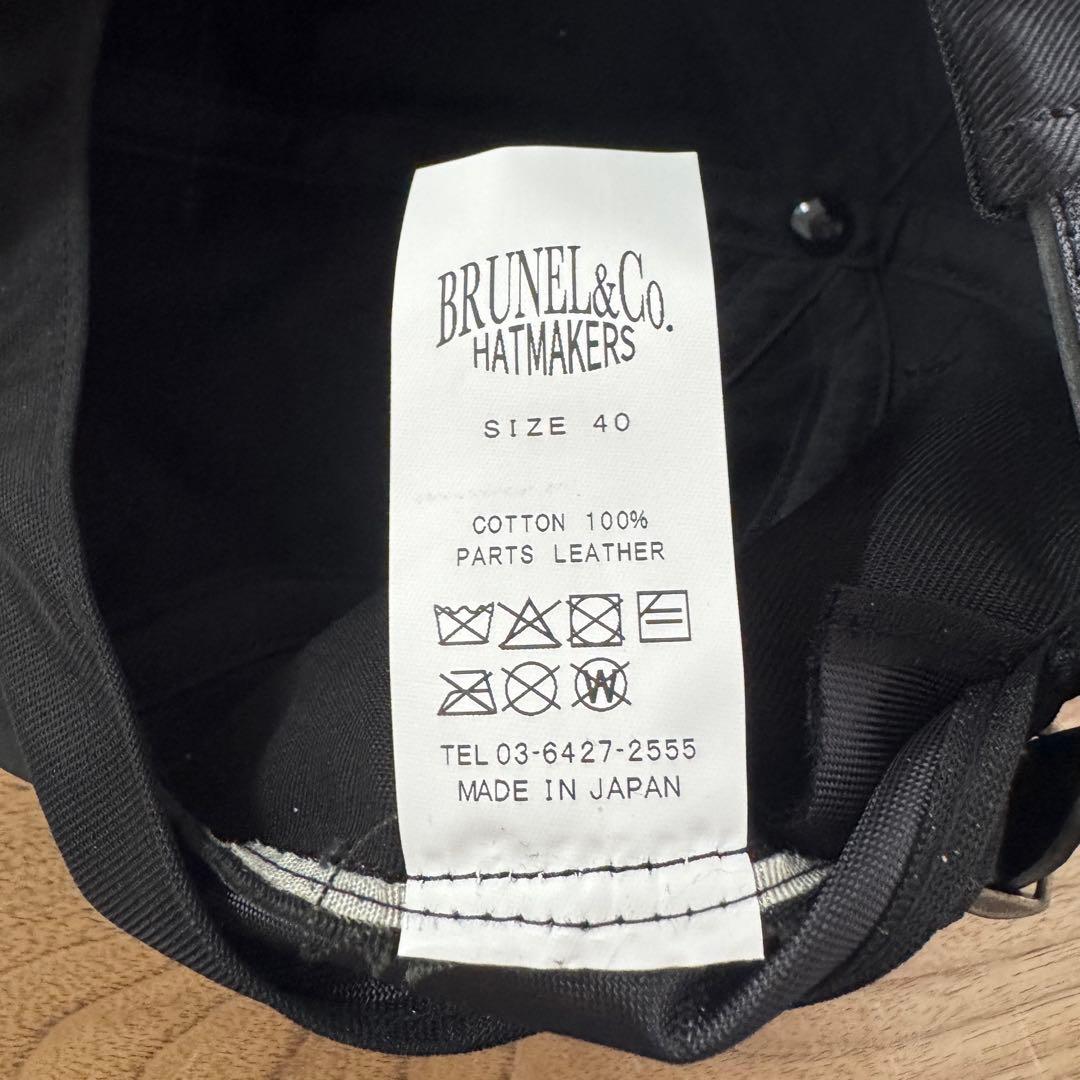 BRUNEL&Co.
HATMAKERS
SIZE 40
COTTON 100%
PARTS LEATHER
W
TEL 03-6427-2555
MADE IN JAPAN